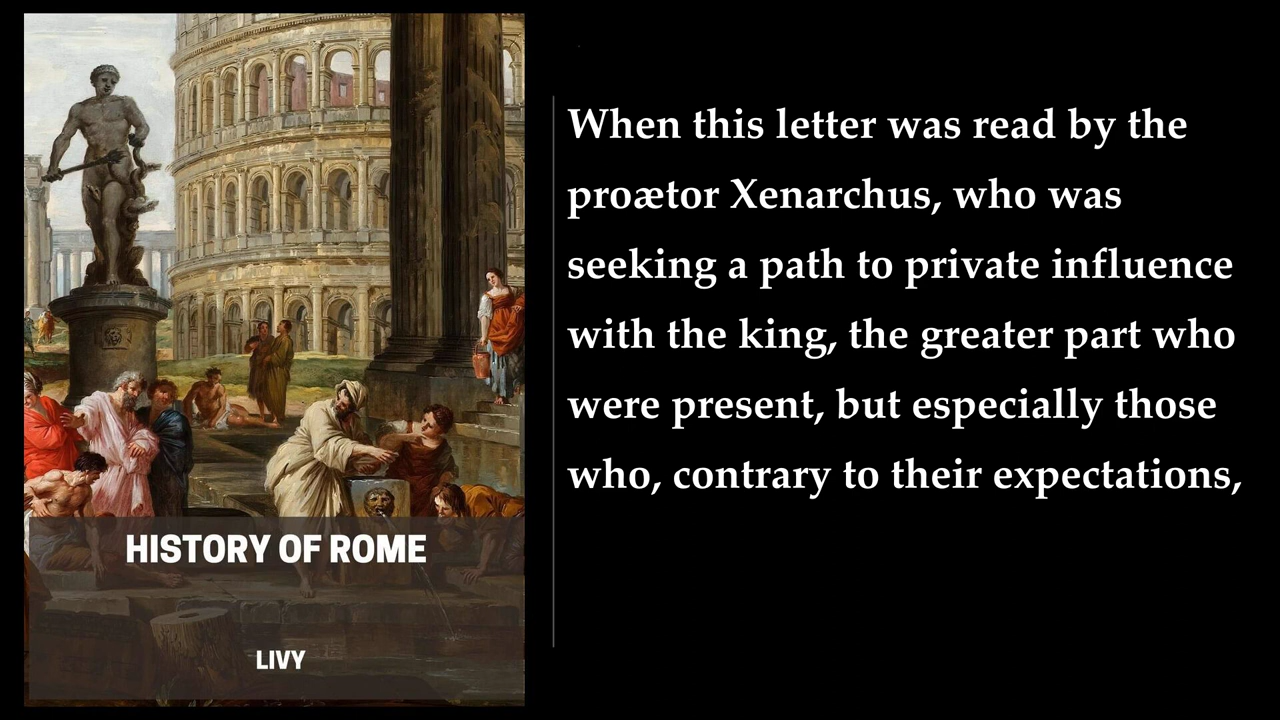 When this letter was read by the
proætor Xenarchus, who was
seeking a path to private influence
with the king, the greater part who
were present, but especially those
who, contrary to their expectations,
HISTORY OF ROME
LIVY